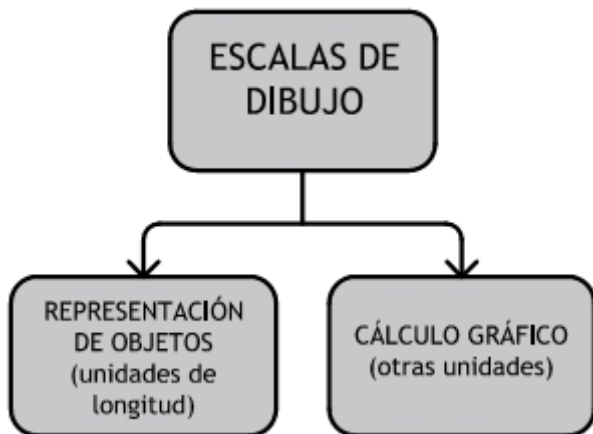 ESCALAS DE
DIBUJO
REPRESENTACIÓN
DE OBJETOS
(unidades de
longitud)
CÁLCULO GRÁFICO
(otras unidades)